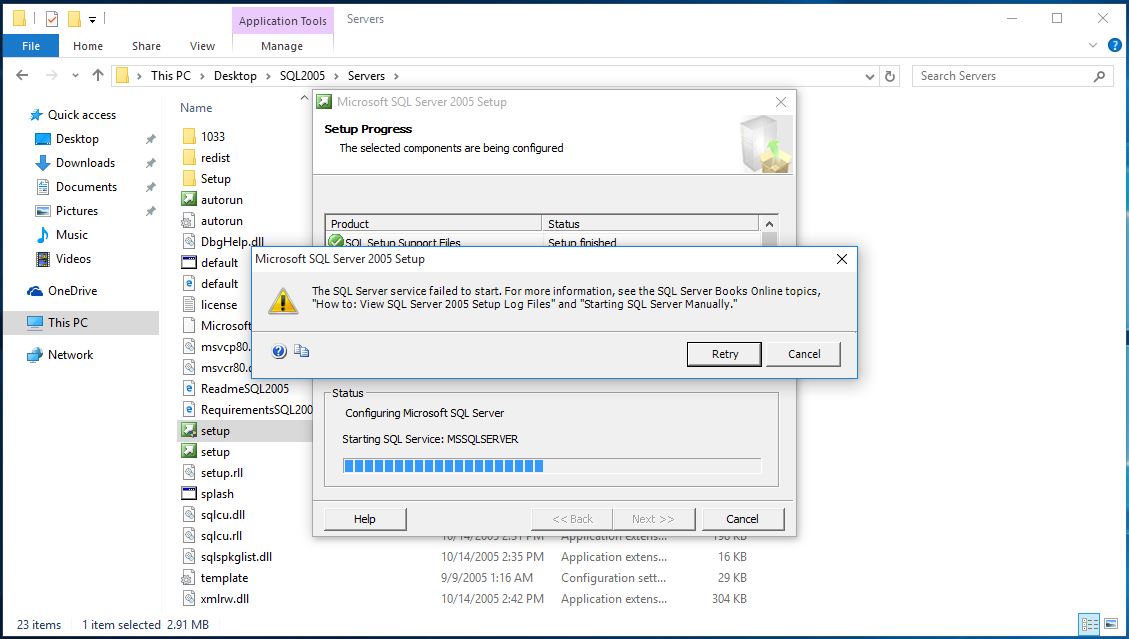 Application Tools
Servers
File
Home
Share
View
Manage
This PC
Desktop
SQL2005
Servers
Search Servers
Quick access
Desktop
Downloads
Documents
Pictures
Music
Videos
OneDrive
This PC
Network
Name
1033
redist
Setup
autorun
autorun
DbgHelp.dll
default
default
license
Microsoft
msvcp80.
msvcr80.
ReadmeSQL2005
RequirementsSQL200
setup
setup
setup.rll
splash
sqlcu.dll
sqlcu.rll
sqlspkglist.dll 10/14/2005 2:35 PM Application extens... 16 KB
template 9/9/2005 1:16 AM Configuration sett... 29 KB
xmlrw.dll 10/14/2005 2:42 PM Application extens... 304 KB
Microsoft SQL Server 2005 Setup
Setup Progress
The selected components are being configured
Product Status
SQL Setup Support Files Setup finished
Microsoft SQL Server 2005 Setup
The SQL Server service failed to start. For more information, see the SQL Server Books Online topics,
"How to: View SQL Server 2005 Setup Log Files" and "Starting SQL Server Manually."
Retry
Cancel
Status
Configuring Microsoft SQL Server
Starting SQL Service: MSSQLSERVER
Help
<< Back
Next >>
Cancel
23 items
1 item selected 2.91 MB